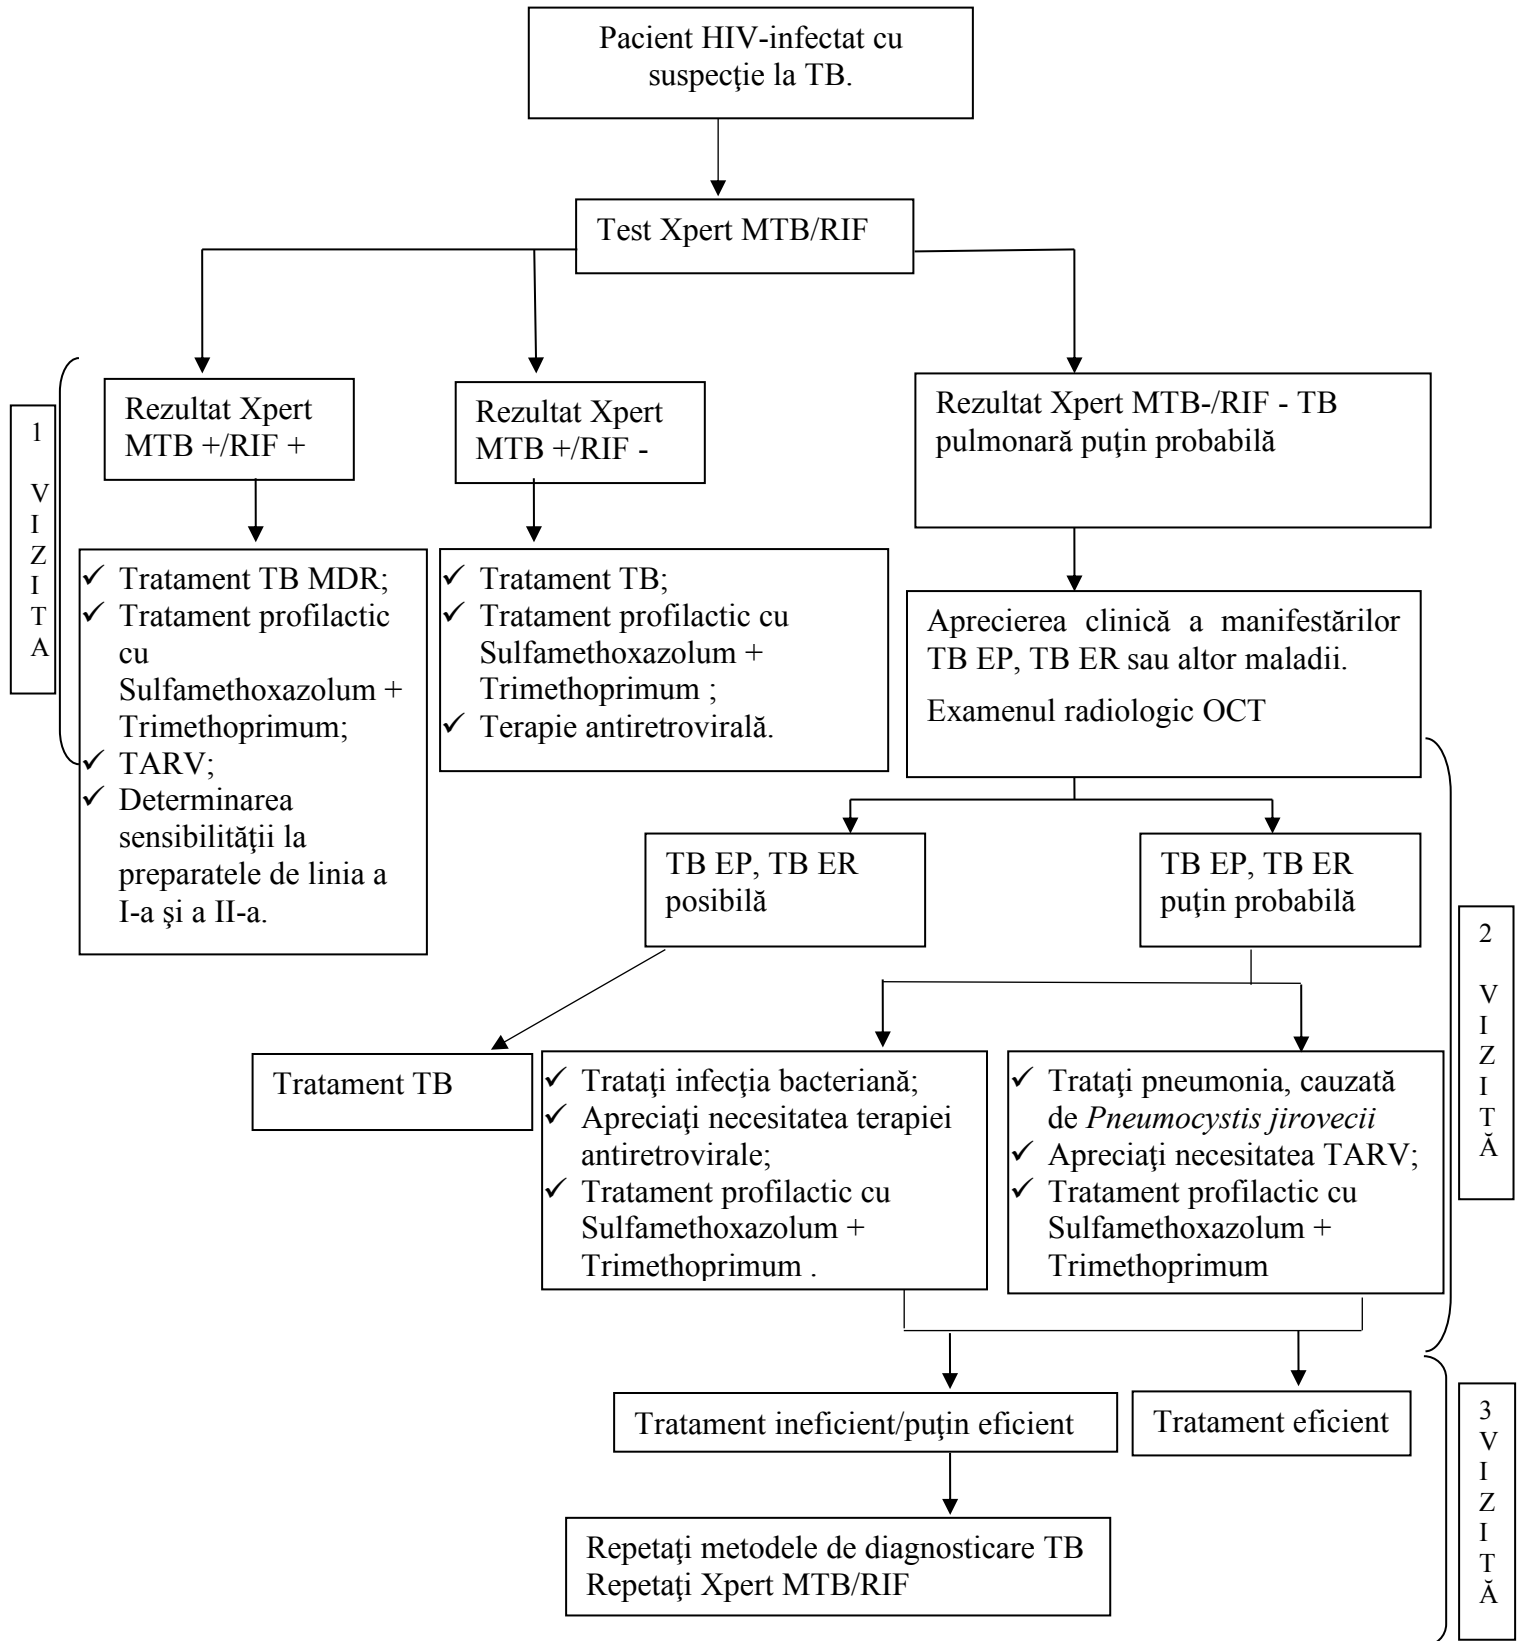 Pacient HIV-infectat cu
suspecţie la TB.
Test Xpert MTB/RIF
1
V
I
Z
I
T
A
Rezultat Xpert
MTB +/RIF +
Rezultat Xpert
MTB +/RIF -
Rezultat Xpert MTB-/RIF - TB
pulmonară puţin probabilă
✓ Tratament TB MDR;
✓ Tratament profilactic
cu
Sulfamethoxazolum +
Trimethoprimum;
✓ TARV;
✓ Determinarea
sensibilităţii la
preparatele de linia a
I-a şi a II-a.
✓ Tratament TB;
✓ Tratament profilactic cu
Sulfamethoxazolum +
Trimethoprimum ;
✓ Terapie antiretrovirală.
Aprecierea clinică a manifestărilor
TB EP, TB ER sau altor maladii.
Examenul radiologic OCT
TB EP, TB ER
posibilă
TB EP, TB ER
puţin probabilă
2
V
I
Z
I
T
Ă
Tratament TB
✓ Trataţi infecţia bacteriană;
✓ Apreciaţi necesitatea terapiei
antiretrovirale;
✓ Tratament profilactic cu
Sulfamethoxazolum +
Trimethoprimum .
✓ Trataţi pneumonia, cauzată
de Pneumocystis jirovecii
✓ Apreciaţi necesitatea TARV;
✓ Tratament profilactic cu
Sulfamethoxazolum +
Trimethoprimum
Tratament ineficient/puţin eficient
Tratament eficient
3
V
I
Z
I
T
Ă
Repetaţi metodele de diagnosticare TB
Repetaţi Xpert MTB/RIF